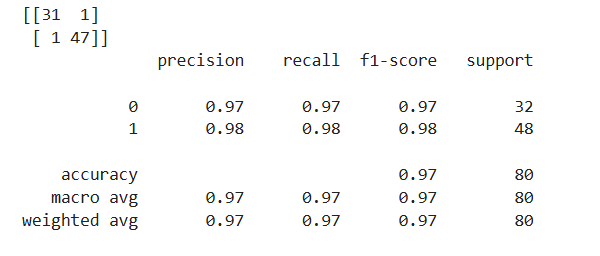 [[31  1]
 [ 1 47]]
              precision    recall  f1-score   support

           0       0.97      0.97      0.97        32
           1       0.98      0.98      0.98        48

    accuracy                           0.97        80
   macro avg       0.97      0.97      0.97        80
weighted avg       0.97      0.97      0.97        80